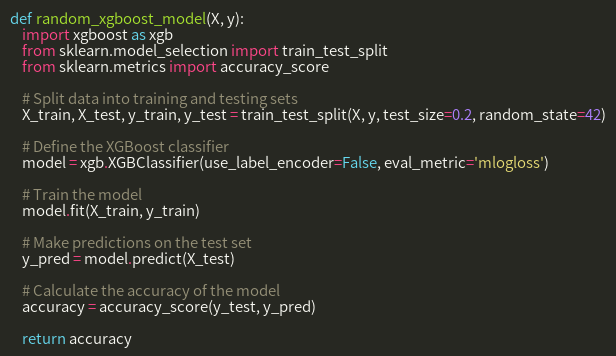 def random_xgboost_model(X, y):
    import xgboost as xgb
    from sklearn.model_selection import train_test_split
    from sklearn.metrics import accuracy_score

    # Split data into training and testing sets
    X_train, X_test, y_train, y_test = train_test_split(X, y, test_size=0.2, random_state=42)

    # Define the XGBoost classifier
    model = xgb.XGBClassifier(use_label_encoder=False, eval_metric='mlogloss')

    # Train the model
    model.fit(X_train, y_train)

    # Make predictions on the test set
    y_pred = model.predict(X_test)

    # Calculate the accuracy of the model
    accuracy = accuracy_score(y_test, y_pred)

    return accuracy